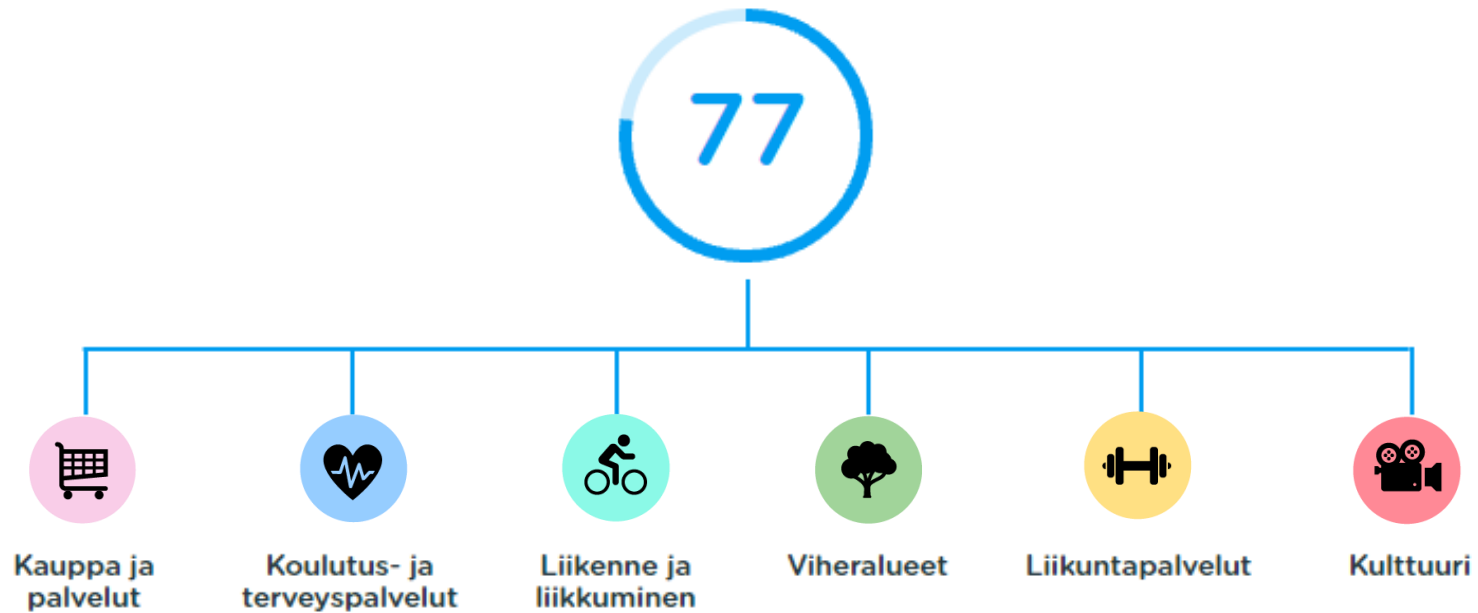 77
Kauppa ja
palvelut
Koulutus- ja
terveyspalvelut
Liikenne ja
liikkuminen
Viheralueet
Liikuntapalvelut
Kulttuuri